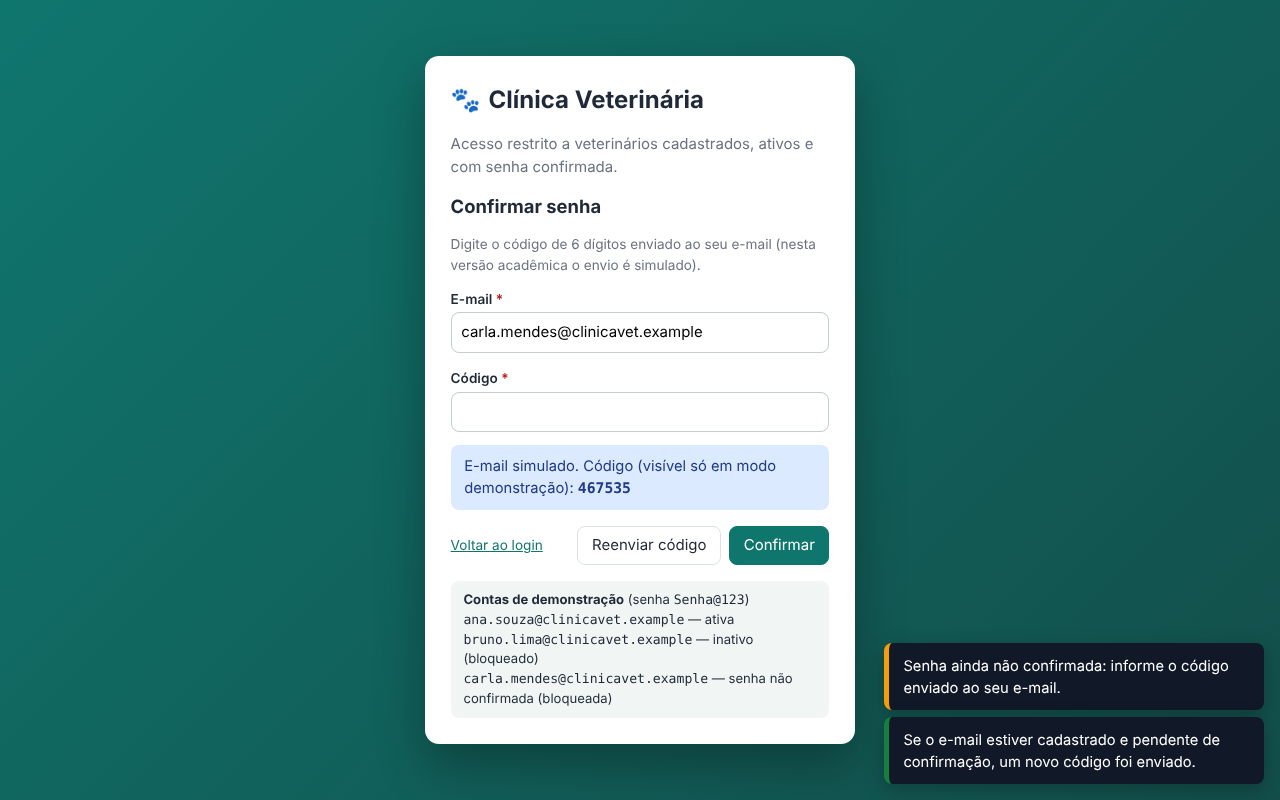 🐾 Clínica Veterinária
Acesso restrito a veterinários cadastrados, ativos e
com senha confirmada.
Confirmar senha
Digite o código de 6 dígitos enviado ao seu e-mail (nesta
versão acadêmica o envio é simulado).
E-mail *
carla.mendes@clinicavet.example
Código *
E-mail simulado. Código (visível só em modo
demonstração): 467535
Voltar ao login
Reenviar código
Confirmar
Contas de demonstração (senha Senha@123)
ana.souza@clinicavet.example — ativa
bruno.lima@clinicavet.example — inativo
(bloqueado)
carla.mendes@clinicavet.example — senha não
confirmada (bloqueada)
Senha ainda não confirmada: informe o código
enviado ao seu e-mail.
Se o e-mail estiver cadastrado e pendente de
confirmação, um novo código foi enviado.